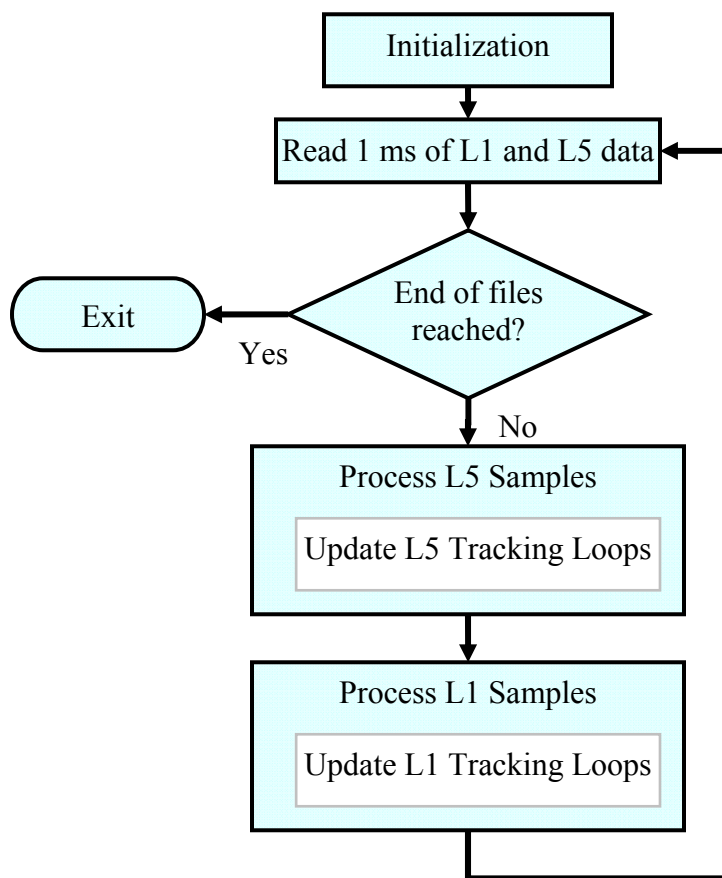 Initialization
Read 1 ms of L1 and L5 data
End of files
reached?
Exit
Yes
No
Process L5 Samples
Update L5 Tracking Loops
Process L1 Samples
Update L1 Tracking Loops